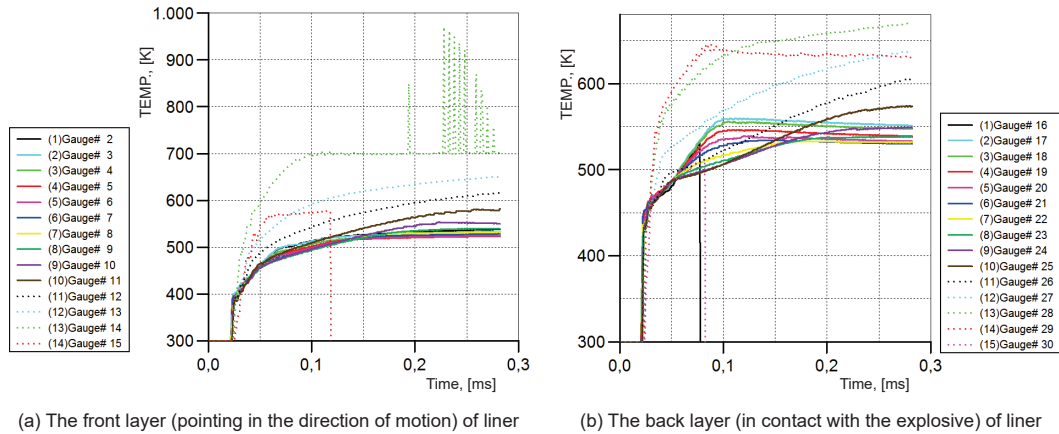 1.000
900
800
700
600
500
400
300
TEMP., [K]
0,0
0,1
0,2
0,3
Time, [ms]
(1)Gauge# 2
(2)Gauge# 3
(3)Gauge# 4
(4)Gauge# 5
(5)Gauge# 6
(6)Gauge# 7
(7)Gauge# 8
(8)Gauge# 9
(9)Gauge# 10
(10)Gauge# 11
(11)Gauge# 12
(12)Gauge# 13
(13)Gauge# 14
(14)Gauge# 15
(a) The front layer (pointing in the direction of motion) of liner
600
500
400
300
TEMP., [K]
0,0
0,1
0,2
0,3
Time, [ms]
(1)Gauge# 16
(2)Gauge# 17
(3)Gauge# 18
(4)Gauge# 19
(5)Gauge# 20
(6)Gauge# 21
(7)Gauge# 22
(8)Gauge# 23
(9)Gauge# 24
(10)Gauge# 25
(11)Gauge# 26
(12)Gauge# 27
(13)Gauge# 28
(14)Gauge# 29
(15)Gauge# 30
(b) The back layer (in contact with the explosive) of liner